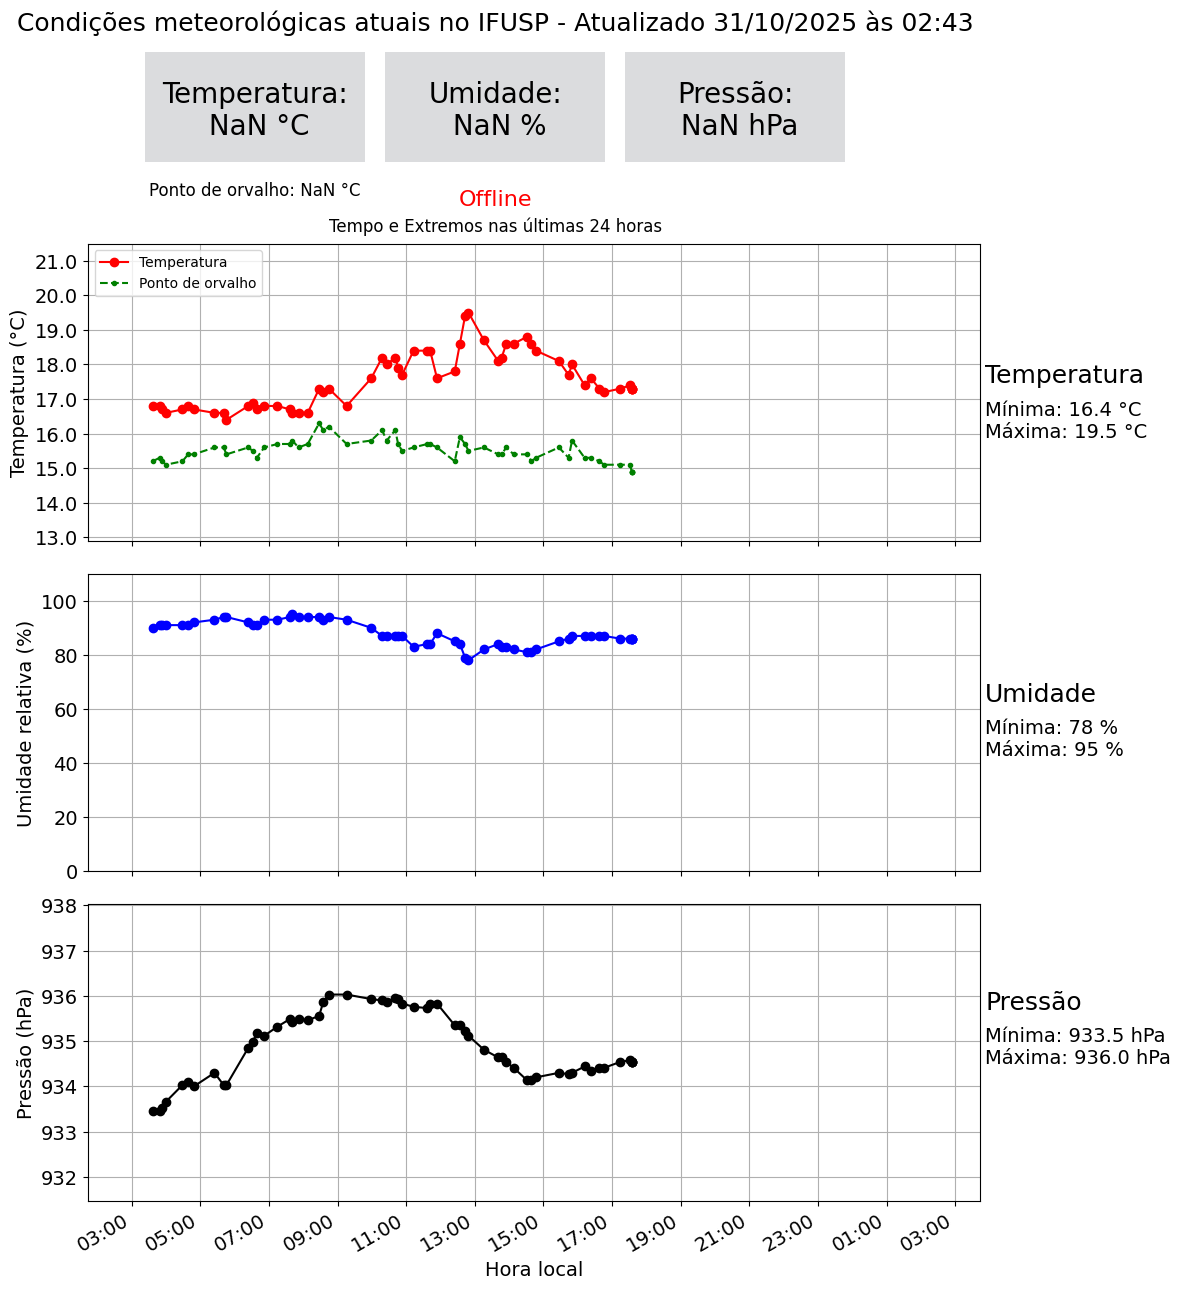 Condições meteorológicas atuais no IFUSP - Atualizado 31/10/2025 às 02:43
Temperatura:
NaN °C
Umidade:
NaN %
Pressão:
NaN hPa
Ponto de orvalho: NaN °C
Offline
Tempo e Extremos nas últimas 24 horas
Temperatura
Ponto de orvalho
Temperatura (°C)
21.0
20.0
19.0
18.0
17.0
16.0
15.0
14.0
13.0
Temperatura
Mínima: 16.4 °C
Máxima: 19.5 °C
Umidade relativa (%)
100
80
60
40
20
0
Umidade
Mínima: 78 %
Máxima: 95 %
Pressão (hPa)
938
937
936
935
934
933
932
Pressão
Mínima: 933.5 hPa
Máxima: 936.0 hPa
03:00 05:00 07:00 09:00 11:00 13:00 15:00 17:00 19:00 21:00 23:00 01:00 03:00
Hora local